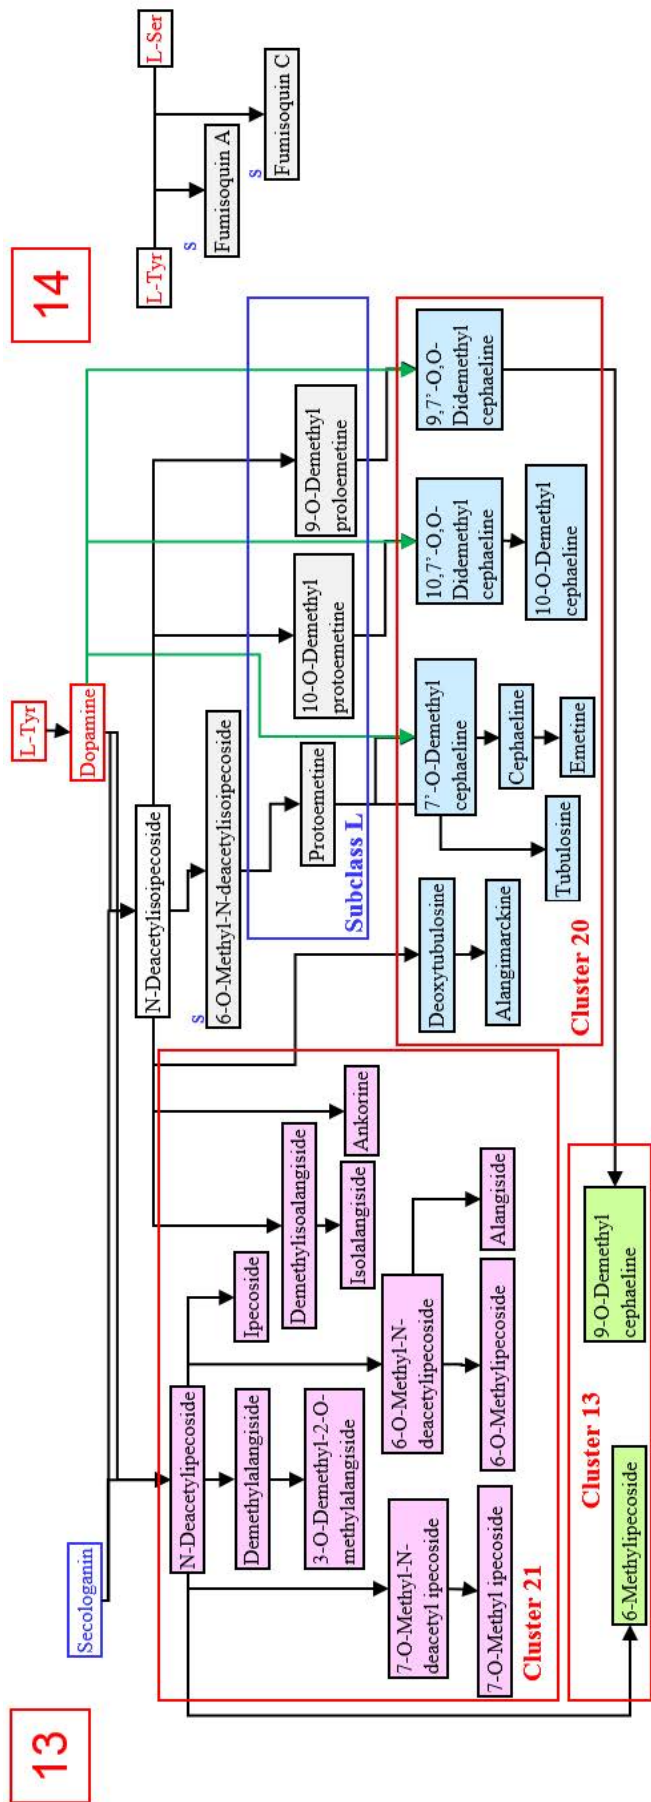 13
Secologanin
L-Tyr
Dopamine
N-Deacetylipecoside
N-Deacetylisoipecoside
Ipecoside
Demethylalangiside
3-O-Demethyl-2-O-
methylalangiside
Demethylisoalangiside
Isolalangiside
Ankorine
7-O-Methyl-N-
deacetyl ipecoside
7-O-Methyl ipecoside
6-O-Methyl-N-
deacetylipecoside
6-O-Methylipecoside
Alangiside
Cluster 21
s
6-O-Methyl-N-deacetylisoipecoside
Protoemetine
10-O-Demethyl
protoemetine
9-O-Demethyl
proloemetine
Subclass L
Deoxytubulosine
Alangimarckine
7'-O-Demethyl
cephaeline
Cephaeline
Emetine
Tubulosine
10,7'-O,O-
Didemethyl
cephaeline
10-O-Demethyl
cephaeline
9,7'-O,O-
Didemethyl
cephaeline
Cluster 20
Cluster 13
6-Methylipecoside
9-O-Demethyl
cephaeline
14
L-Tyr
L-Ser
s
Fumisoquin A
s
Fumisoquin C